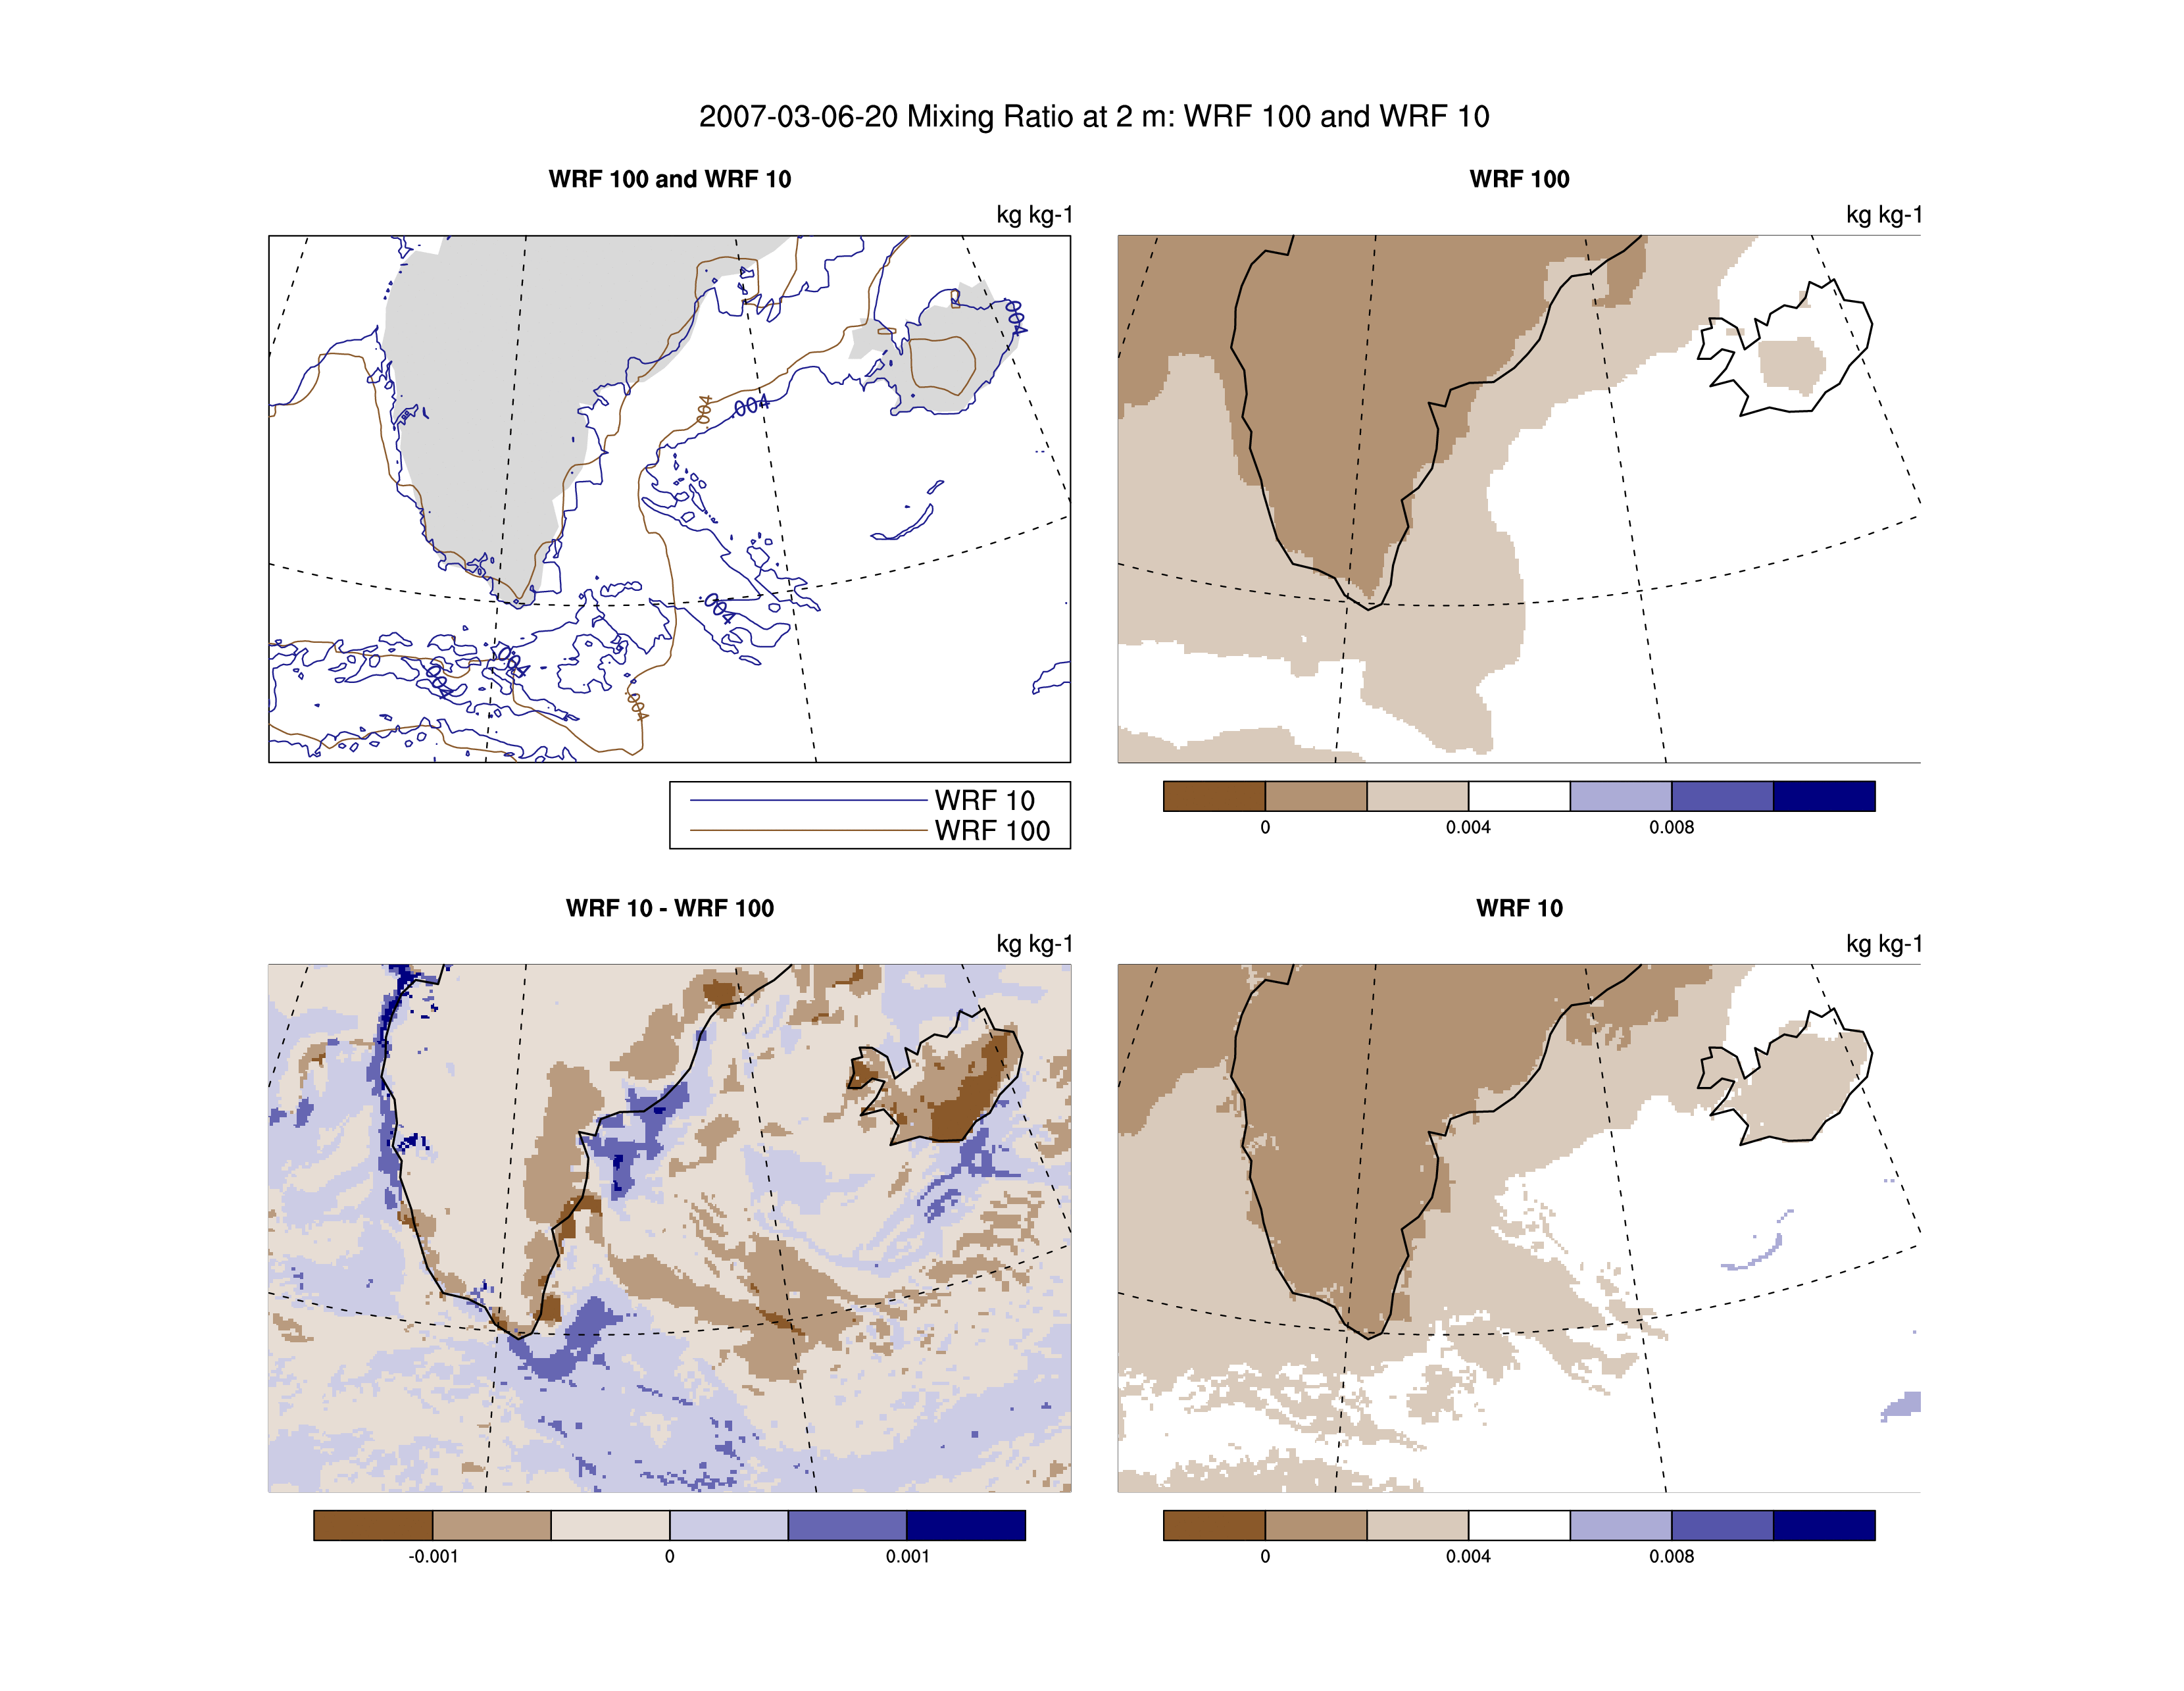 2007-03-06-20 Mixing Ratio at 2 m: WRF 100 and WRF 10
WRF 100 and WRF 10
kg kg-1
.004
.004
.004
.004
.004
.004
.004
WRF 10
WRF 100
WRF 100
kg kg-1
0 0.004 0.008
WRF 10 - WRF 100
kg kg-1
-0.001 0 0.001
WRF 10
kg kg-1
0 0.004 0.008